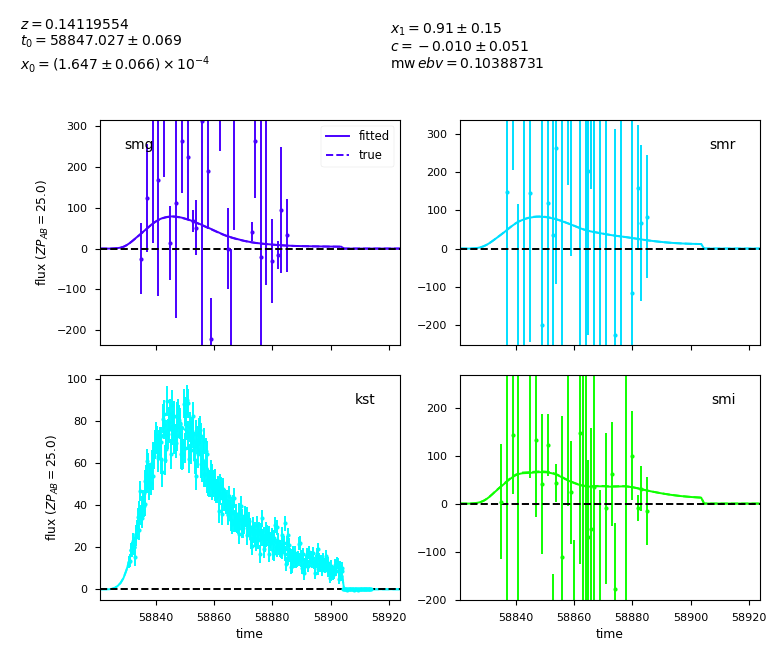 z = 0.14119554
t₀ = 58847.027 ± 0.069
x₀ = (1.647 ± 0.066) × 10⁻⁴
x₁ = 0.91 ± 0.15
c = −0.010 ± 0.051
mw ebv = 0.10388731
smg
fitted
true
300
200
100
0
−100
−200
flux (ZP_AB = 25.0)
smr
300
200
100
0
−100
−200
kst
100
80
60
40
20
0
flux (ZP_AB = 25.0)
58840 58860 58880 58900 58920
time
smi
200
100
0
−100
−200
58840 58860 58880 58900 58920
time